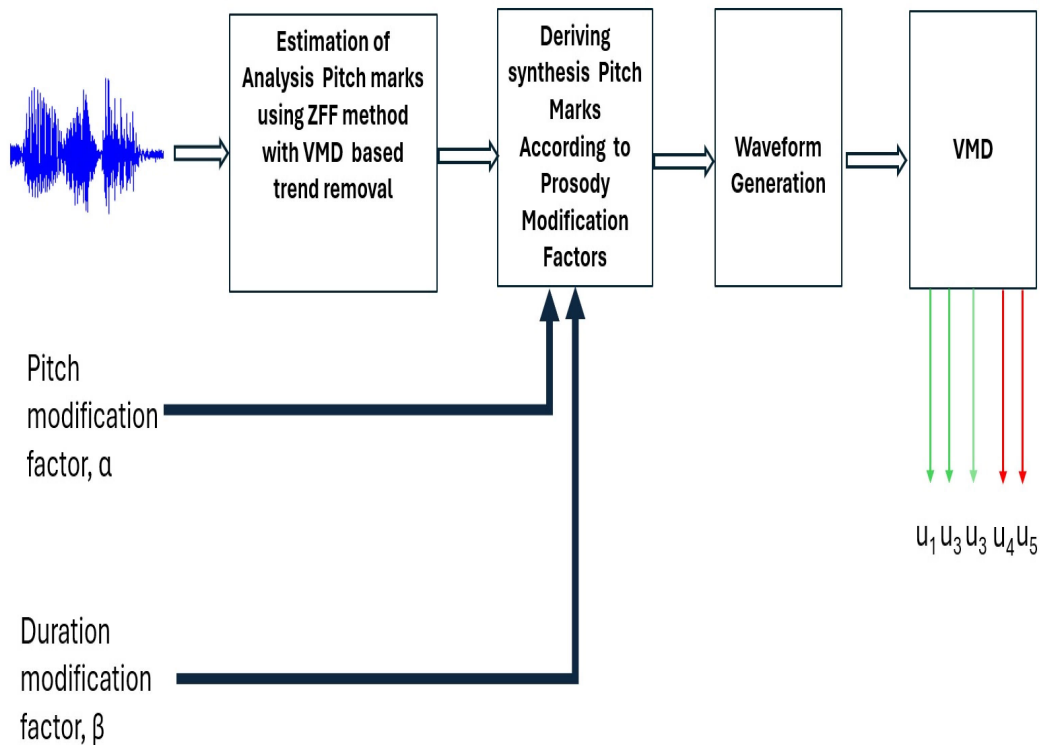 Estimation of
Analysis Pitch marks
using ZFF method
with VMD based
trend removal
Deriving
synthesis Pitch
Marks
According to
Prosody
Modification
Factors
Waveform
Generation
VMD
Pitch
modification
factor, α
u₁ u₃ u₃ u₄ u₅
Duration
modification
factor, β